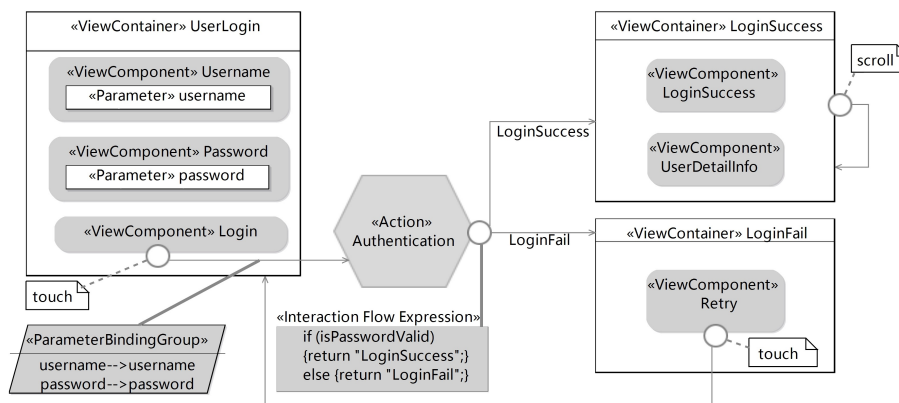 «ViewContainer» UserLogin
«ViewComponent» Username
«Parameter» username
«ViewComponent» Password
«Parameter» password
«ViewComponent» Login
touch
«ParameterBindingGroup»
username-->username
password-->password
«Action»
Authentication
«Interaction Flow Expression»
if (isPasswordValid)
{return "LoginSuccess";}
else {return "LoginFail";}
LoginSuccess
LoginFail
«ViewContainer» LoginSuccess
«ViewComponent»
LoginSuccess
«ViewComponent»
UserDetailInfo
scroll
«ViewContainer» LoginFail
«ViewComponent»
Retry
touch